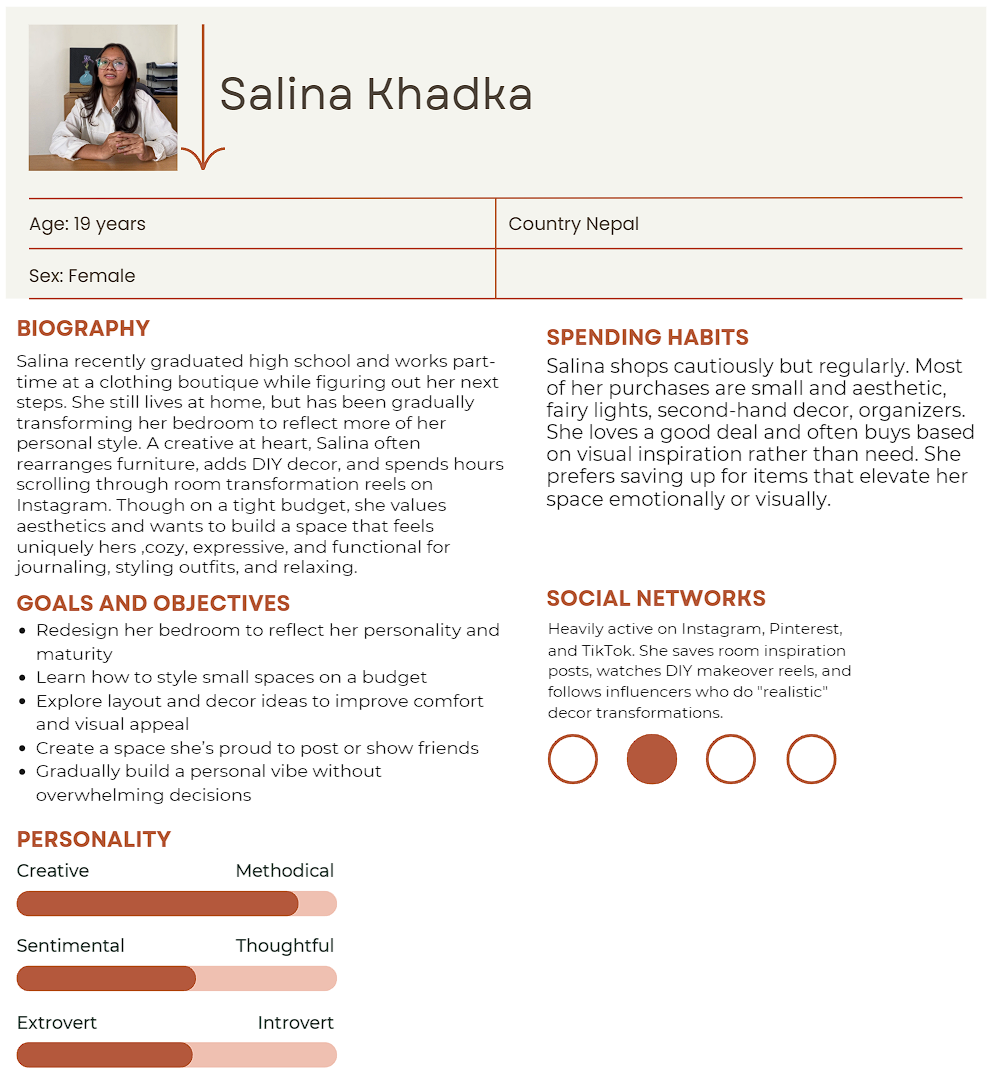 Salina Khadka
Age: 19 years
Country Nepal
Sex: Female
BIOGRAPHY
Salina recently graduated high school and works part-
time at a clothing boutique while figuring out her next
steps. She still lives at home, but has been gradually
transforming her bedroom to reflect more of her
personal style. A creative at heart, Salina often
rearranges furniture, adds DIY decor, and spends hours
scrolling through room transformation reels on
Instagram. Though on a tight budget, she values
aesthetics and wants to build a space that feels
uniquely hers ,cozy, expressive, and functional for
journaling, styling outfits, and relaxing.
GOALS AND OBJECTIVES
• Redesign her bedroom to reflect her personality and
maturity
• Learn how to style small spaces on a budget
• Explore layout and decor ideas to improve comfort
and visual appeal
• Create a space she’s proud to post or show friends
• Gradually build a personal vibe without
overwhelming decisions
PERSONALITY
Creative Methodical
Sentimental Thoughtful
Extrovert Introvert
SPENDING HABITS
Salina shops cautiously but regularly. Most
of her purchases are small and aesthetic,
fairy lights, second-hand decor, organizers.
She loves a good deal and often buys based
on visual inspiration rather than need. She
prefers saving up for items that elevate her
space emotionally or visually.
SOCIAL NETWORKS
Heavily active on Instagram, Pinterest,
and TikTok. She saves room inspiration
posts, watches DIY makeover reels, and
follows influencers who do "realistic"
decor transformations.